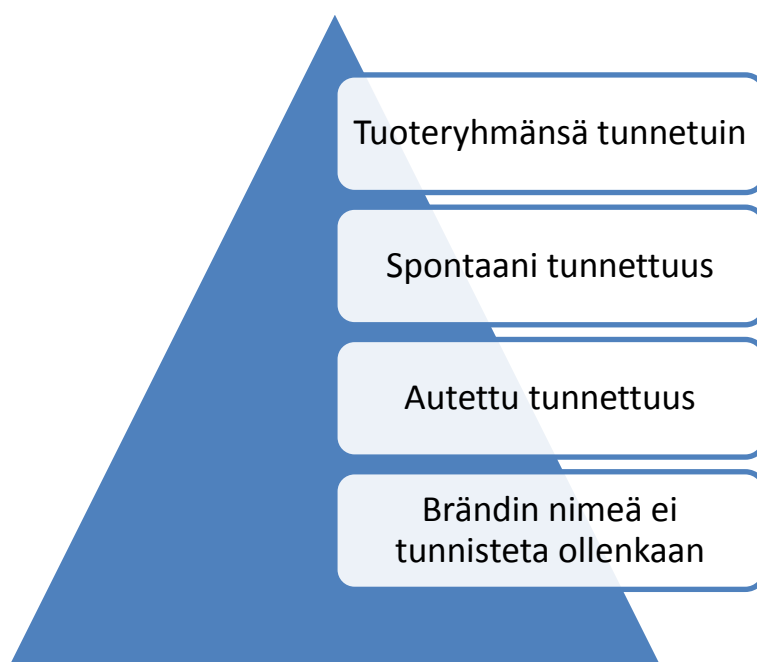 Tuoteryhmänsä tunnetuin
Spontaani tunnettuus
Autettu tunnettuus
Brändin nimeä ei
tunnisteta ollenkaan